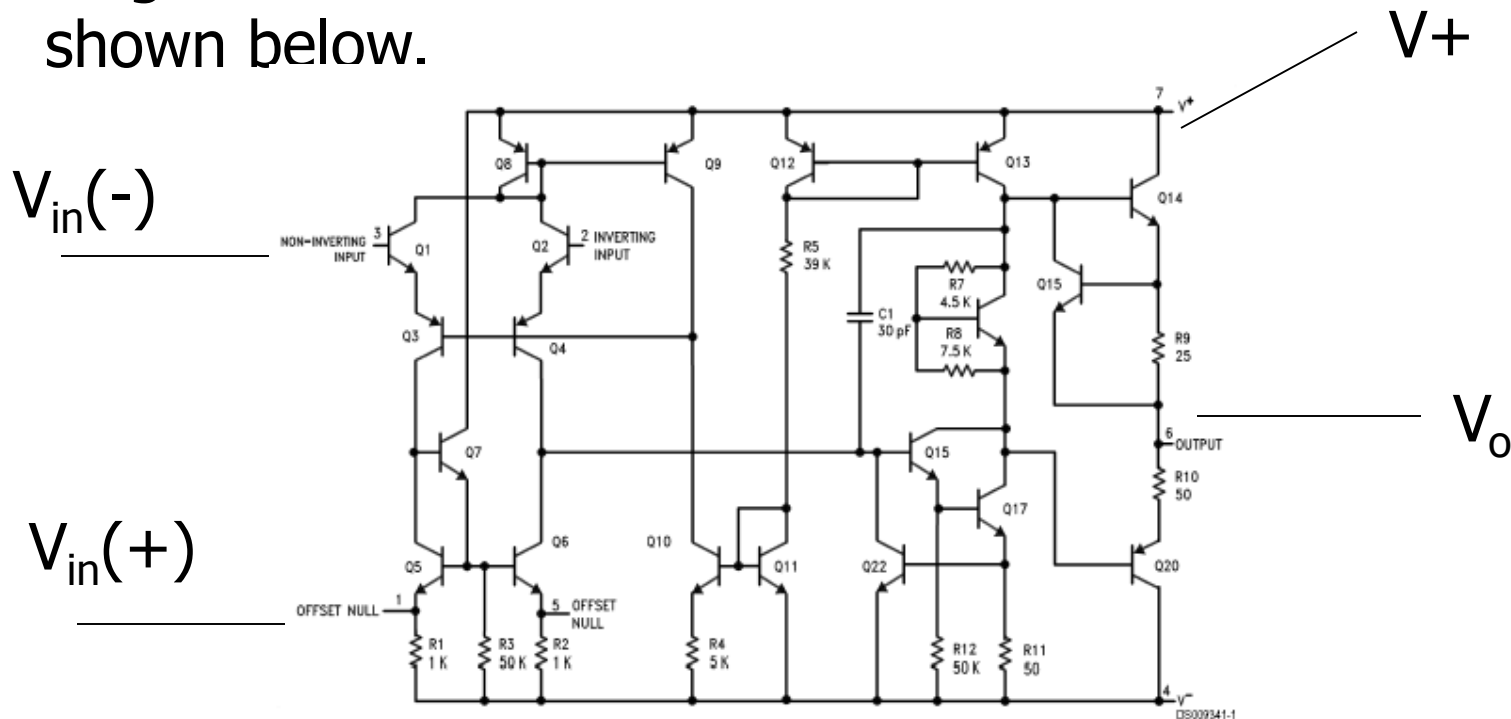 shown below.
V+
7
V+
Q8
Q9
Q12
Q13
Q14
Vin(-)
NON-INVERTING
INPUT
3
Q1
Q2
2
INVERTING
INPUT
R5
39 K
R7
4.5 K
Q15
C1
30 pF
R8
7.5 K
Q3
Q4
R9
25
Vo
6
OUTPUT
Q7
Q15
R10
50
Q17
Vin(+)
Q5
Q6
Q10
Q11
Q22
Q20
OFFSET NULL
1
5
OFFSET
NULL
R1
1 K
R3
50 K
R2
1 K
R4
5 K
R12
50 K
R11
50
4
V-
DS009341-1